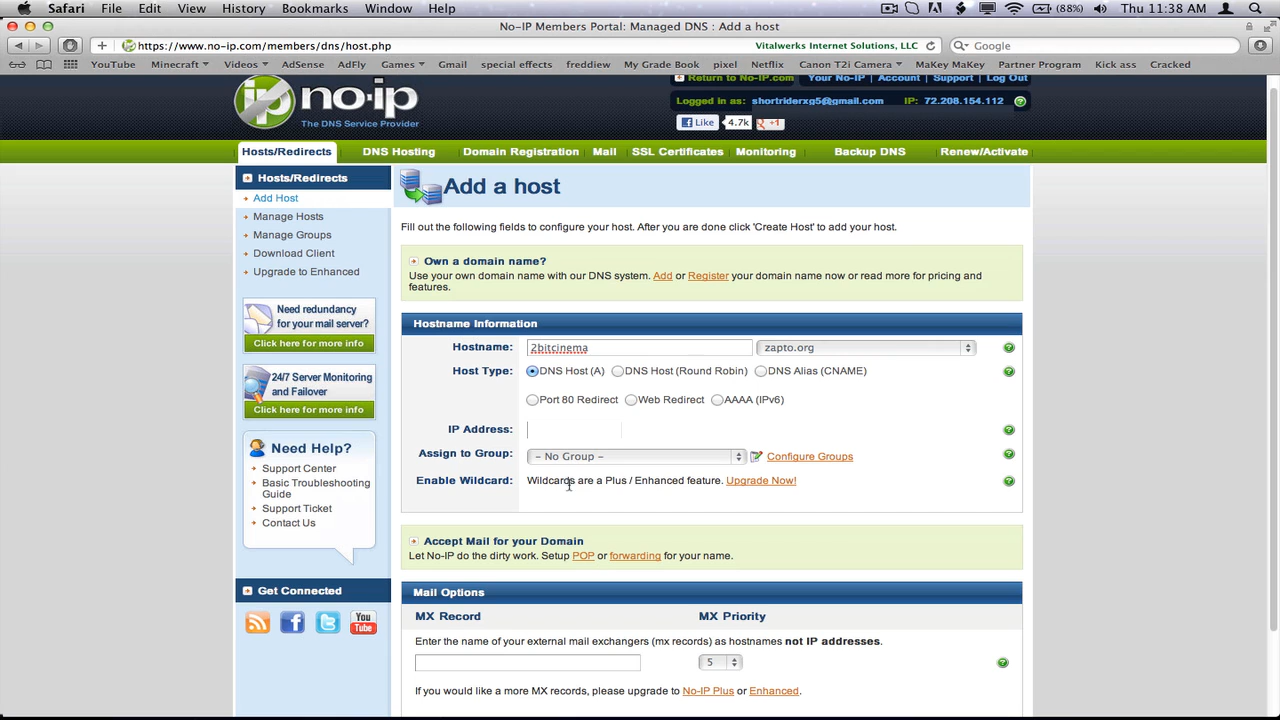 Safari File Edit View History Bookmarks Window Help (88%) Thu 11:38 AM
No-IP Members Portal: Managed DNS : Add a host
https://www.no-ip.com/members/dns/host.php Vitalwerks Internet Solutions, LLC Google
YouTube Minecraft Videos AdSense AdFly Games Gmail special effects freddiew My Grade Book pixel Netflix Canon T2i Camera MaKey MaKey Partner Program Kick ass Cracked
Return to No-IP.com Your No-IP Account Support Log Out
no-ip
The DNS Service Provider
Logged in as: shortriderxg5@gmail.com IP: 72.208.154.112
Like 4.7k +1
Hosts/Redirects DNS Hosting Domain Registration Mail SSL Certificates Monitoring Backup DNS Renew/Activate
Hosts/Redirects
Add Host
Manage Hosts
Manage Groups
Download Client
Upgrade to Enhanced
Need redundancy
for your mail server?
Click here for more info
24/7 Server Monitoring
and Failover
Click here for more info
Need Help?
Support Center
Basic Troubleshooting
Guide
Support Ticket
Contact Us
Get Connected
You
Tube
Add a host
Fill out the following fields to configure your host. After you are done click 'Create Host' to add your host.
Own a domain name?
Use your own domain name with our DNS system. Add or Register your domain name now or read more for pricing and
features.
Hostname Information
Hostname: 2bitcinema zapto.org
Host Type: DNS Host (A) DNS Host (Round Robin) DNS Alias (CNAME)
Port 80 Redirect Web Redirect AAAA (IPv6)
IP Address:
Assign to Group: - No Group - Configure Groups
Enable Wildcard: Wildcards are a Plus / Enhanced feature. Upgrade Now!
Accept Mail for your Domain
Let No-IP do the dirty work. Setup POP or forwarding for your name.
Mail Options
MX Record MX Priority
Enter the name of your external mail exchangers (mx records) as hostnames not IP addresses.
5
If you would like a more MX records, please upgrade to No-IP Plus or Enhanced.